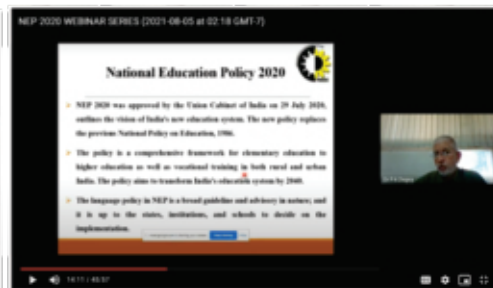 NEP 2020 WEBINAR SERIES (2021-08-05 at 02:18 GMT-7)
National Education Policy 2020
NEP 2020 was approved by the Union Cabinet of India on 29 July 2020,
outlines the vision of India's new education system. The new policy replaces
the previous National Policy on Education, 1986.
The policy is a comprehensive framework for elementary education to
higher education as well as vocational training in both rural and urban
India. The policy aims to transform India's education system by 2040.
The language policy in NEP is a broad guideline and advisory in nature; and
it is up to the states, institutions, and schools to decide on the
implementation.
14:11 / 40:57